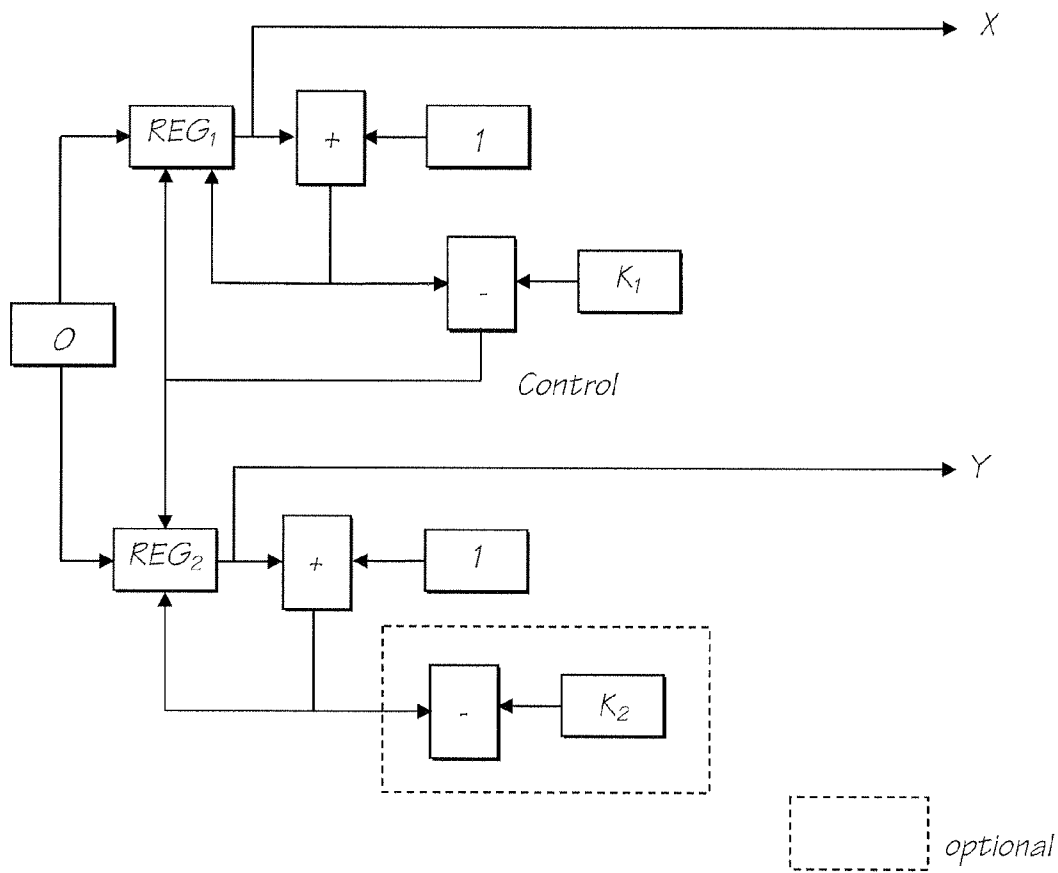 X
REG₁
+
1
-
K₁
0
Control
Y
REG₂
+
1
-
K₂
optional